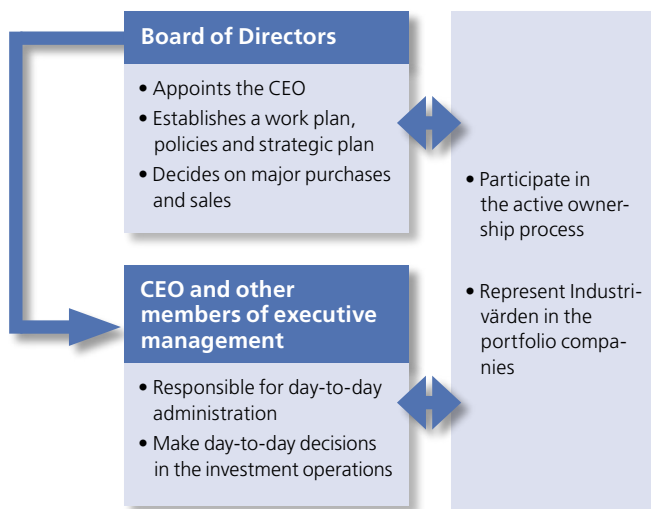 Board of Directors
• Appoints the CEO
• Establishes a work plan,
policies and strategic plan
• Decides on major purchases
and sales
CEO and other
members of executive
management
• Responsible for day-to-day
administration
• Make day-to-day decisions
in the investment operations
• Participate in
the active owner-
ship process
• Represent Industri-
värden in the
portfolio compa-
nies